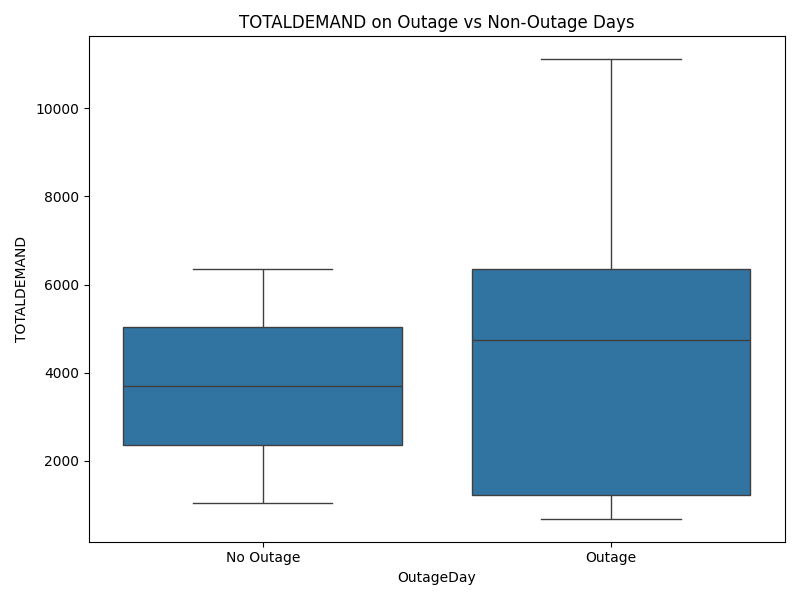 TOTALDEMAND on Outage vs Non-Outage Days
TOTALDEMAND
10000
8000
6000
4000
2000
No Outage
Outage
OutageDay